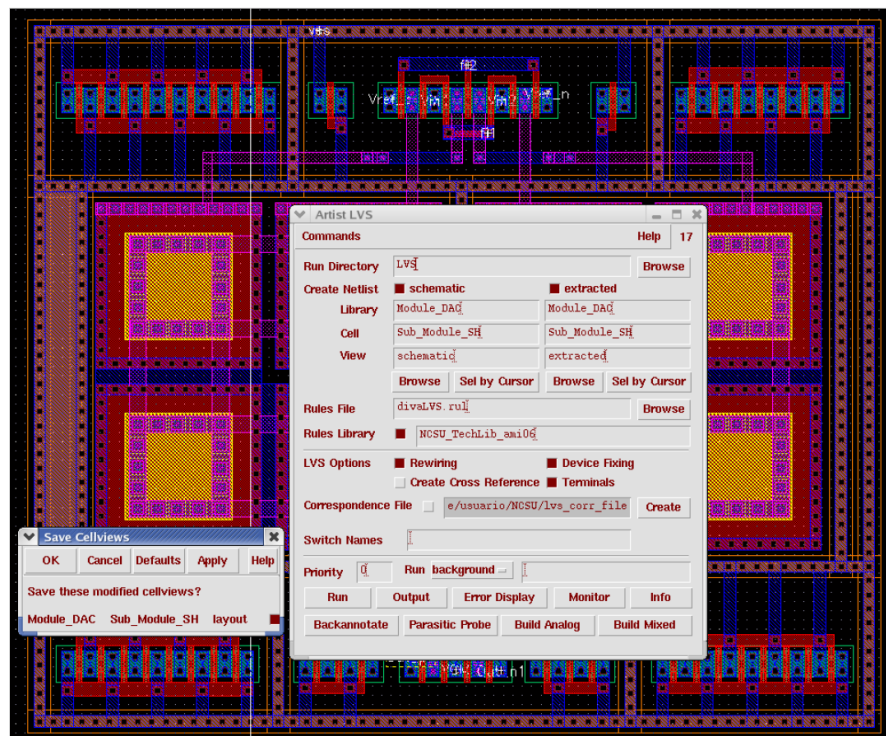 vdd
fil2
Vref_n
fil1
Artist LVS
Commands Help 17
Run Directory LVS Browse
Create Netlist schematic extracted
Library Module_DAC Module_DAC
Cell Sub_Module_SH Sub_Module_SH
View schematic extracted
Browse Sel by Cursor Browse Sel by Cursor
Rules File divaLVS.rul Browse
Rules Library NCSU_TechLib_ami06
LVS Options Rewiring Device Fixing
Create Cross Reference Terminals
Correspondence File e/usuario/NCSU/lvs_corr_file Create
Switch Names
Priority 0 Run background
Run Output Error Display Monitor Info
Backannotate Parasitic Probe Build Analog Build Mixed
Save Cellviews
OK Cancel Defaults Apply Help
Save these modified cellviews?
Module_DAC Sub_Module_SH layout